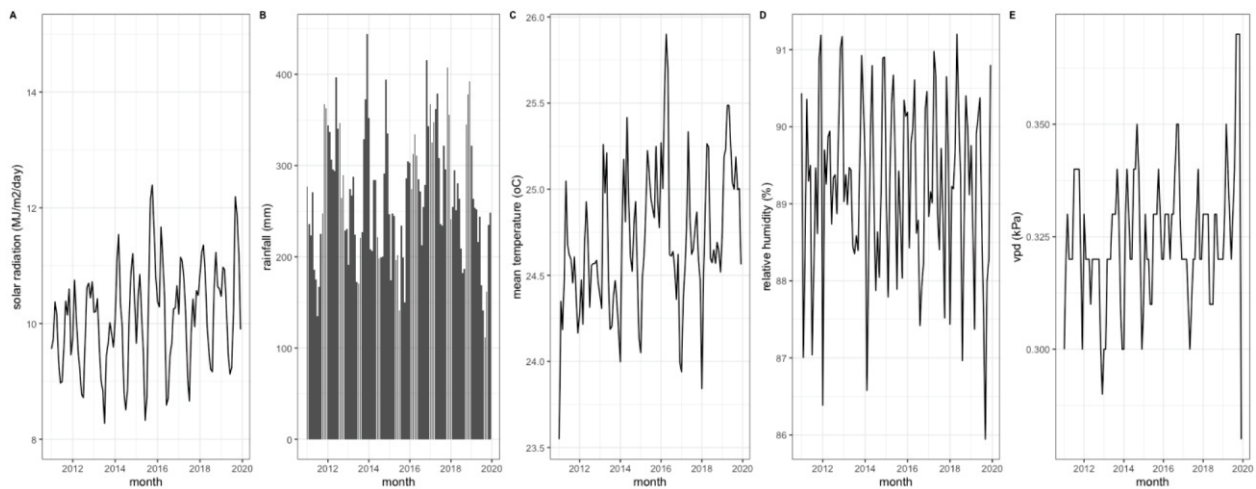 A
solar radiation (MJ/m2/day)
14
12
10
8
2012 2014 2016 2018 2020
month
B
rainfall (mm)
400
300
200
100
0
2012 2014 2016 2018 2020
month
C
mean temperature (oC)
26.0
25.5
25.0
24.5
24.0
23.5
2012 2014 2016 2018 2020
month
D
relative humidity (%)
91
90
89
88
87
86
2012 2014 2016 2018 2020
month
E
vpd (kPa)
0.350
0.325
0.300
2012 2014 2016 2018 2020
month